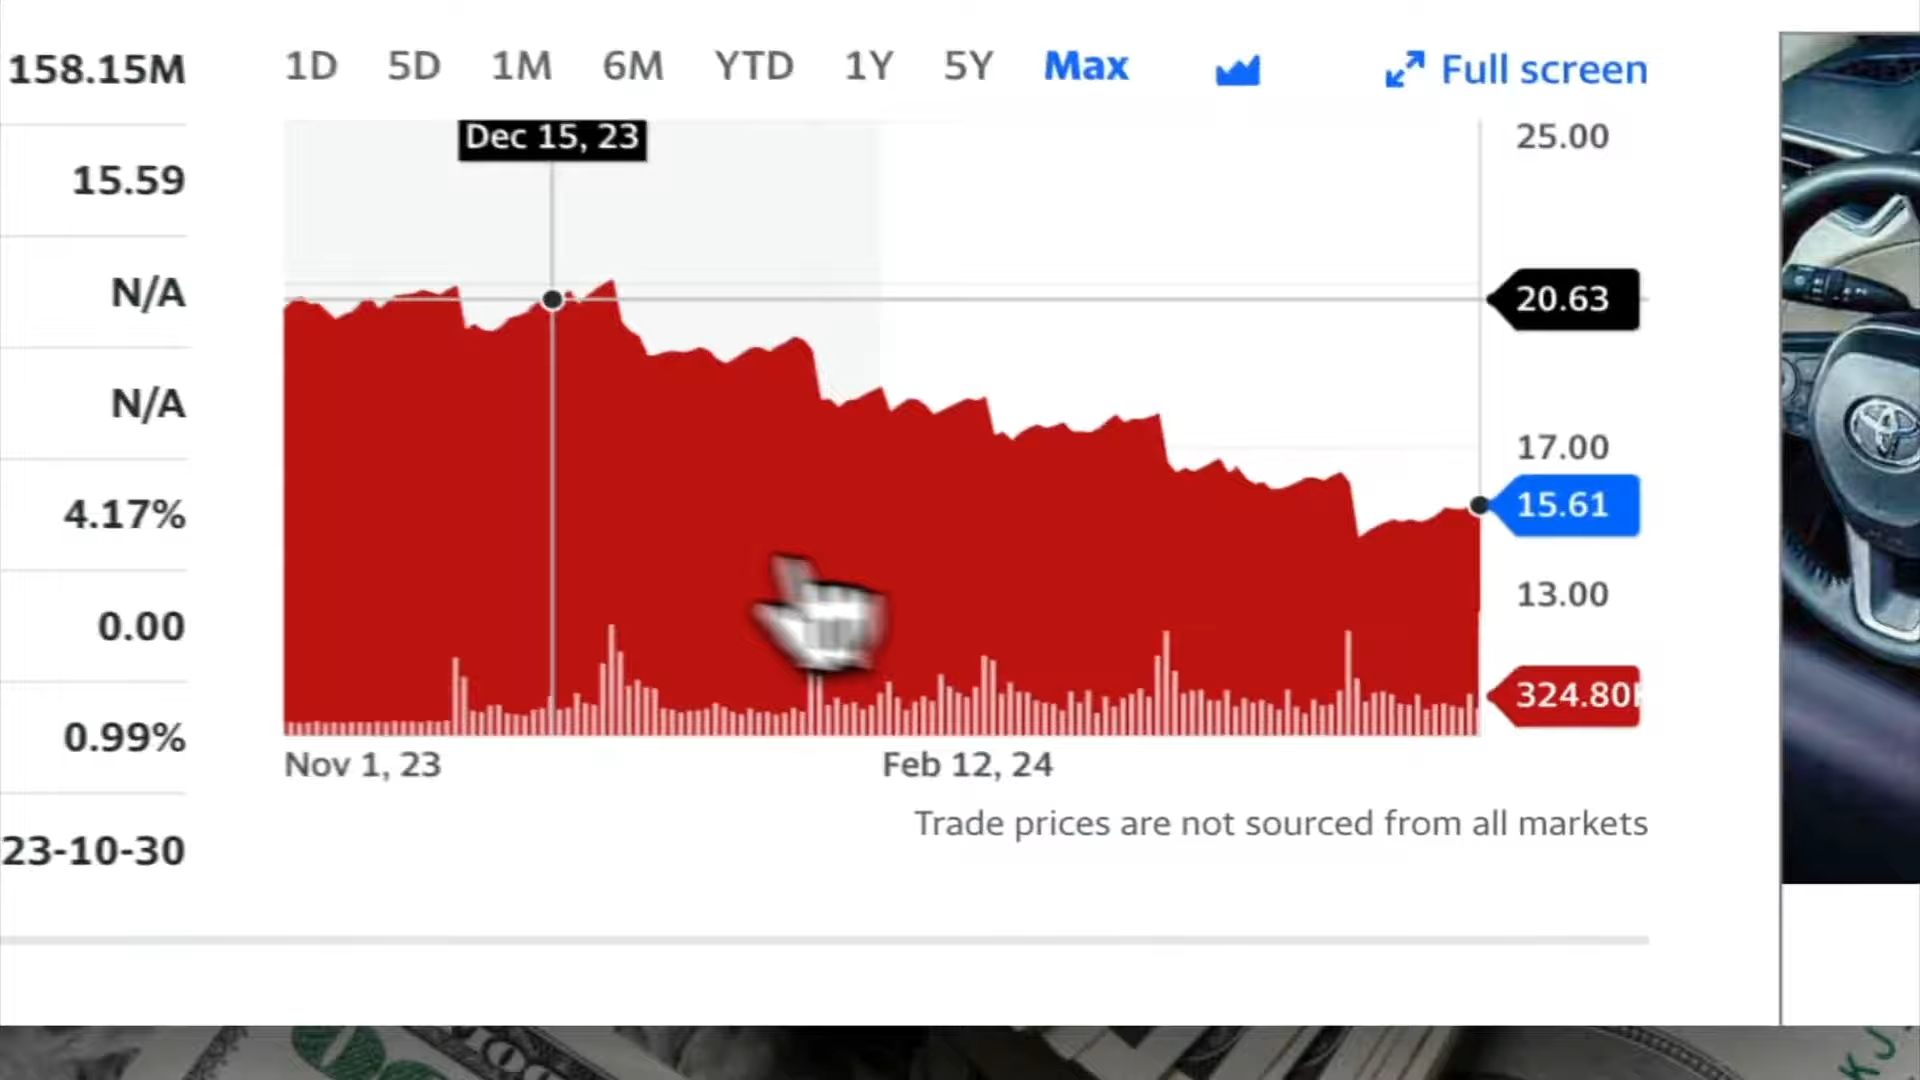 158.15M
15.59
N/A
N/A
4.17%
0.00
0.99%
23-10-30
1D 5D 1M 6M YTD 1Y 5Y Max Full screen
Dec 15, 23
25.00
20.63
17.00
15.61
13.00
324.80K
Nov 1, 23 Feb 12, 24
Trade prices are not sourced from all markets